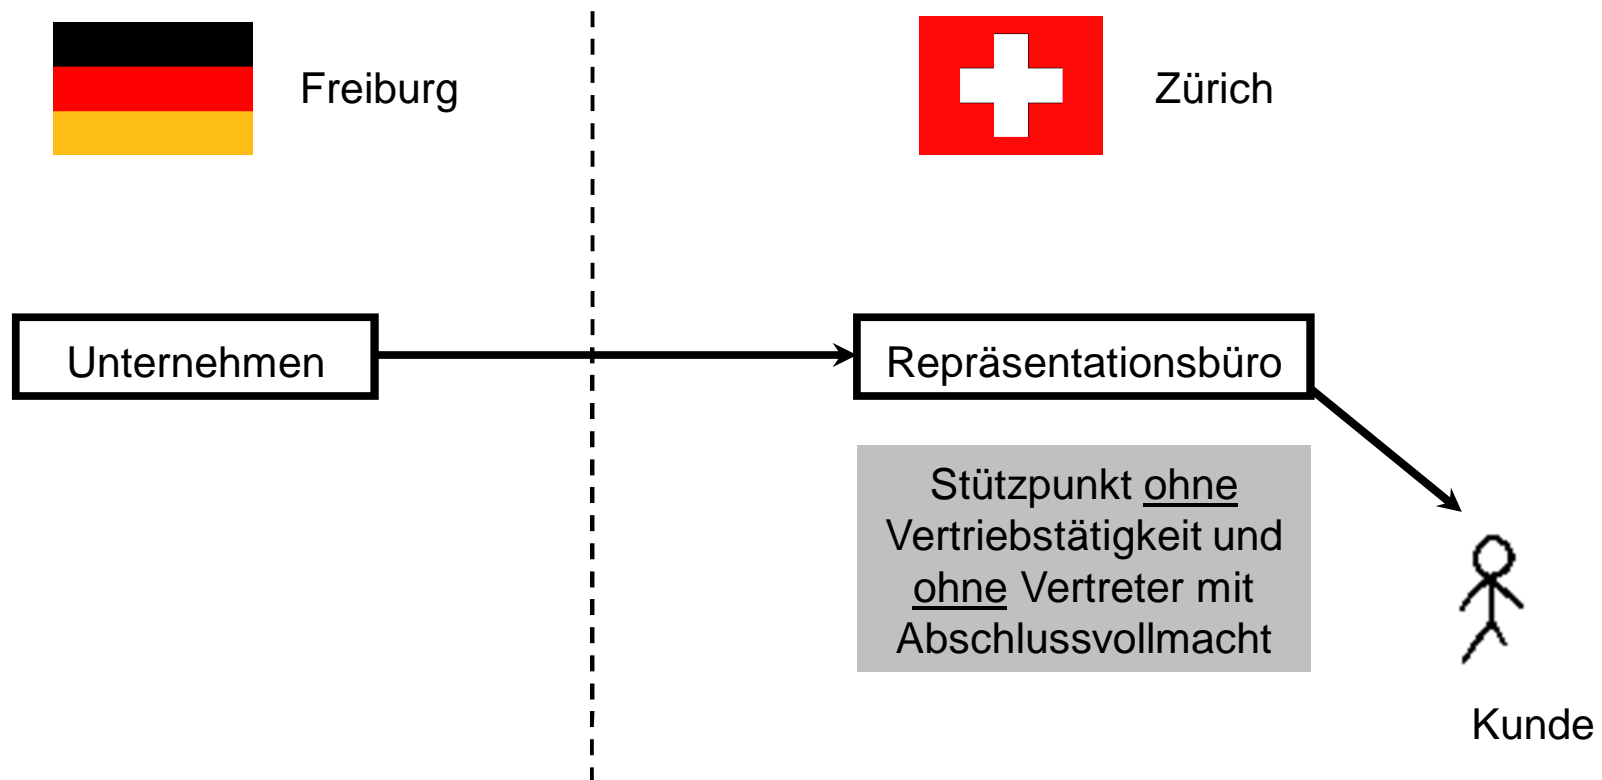 Freiburg
Zürich
Unternehmen
Repräsentationsbüro
Stützpunkt ohne
Vertriebstätigkeit und
ohne Vertreter mit
Abschlussvollmacht
Kunde